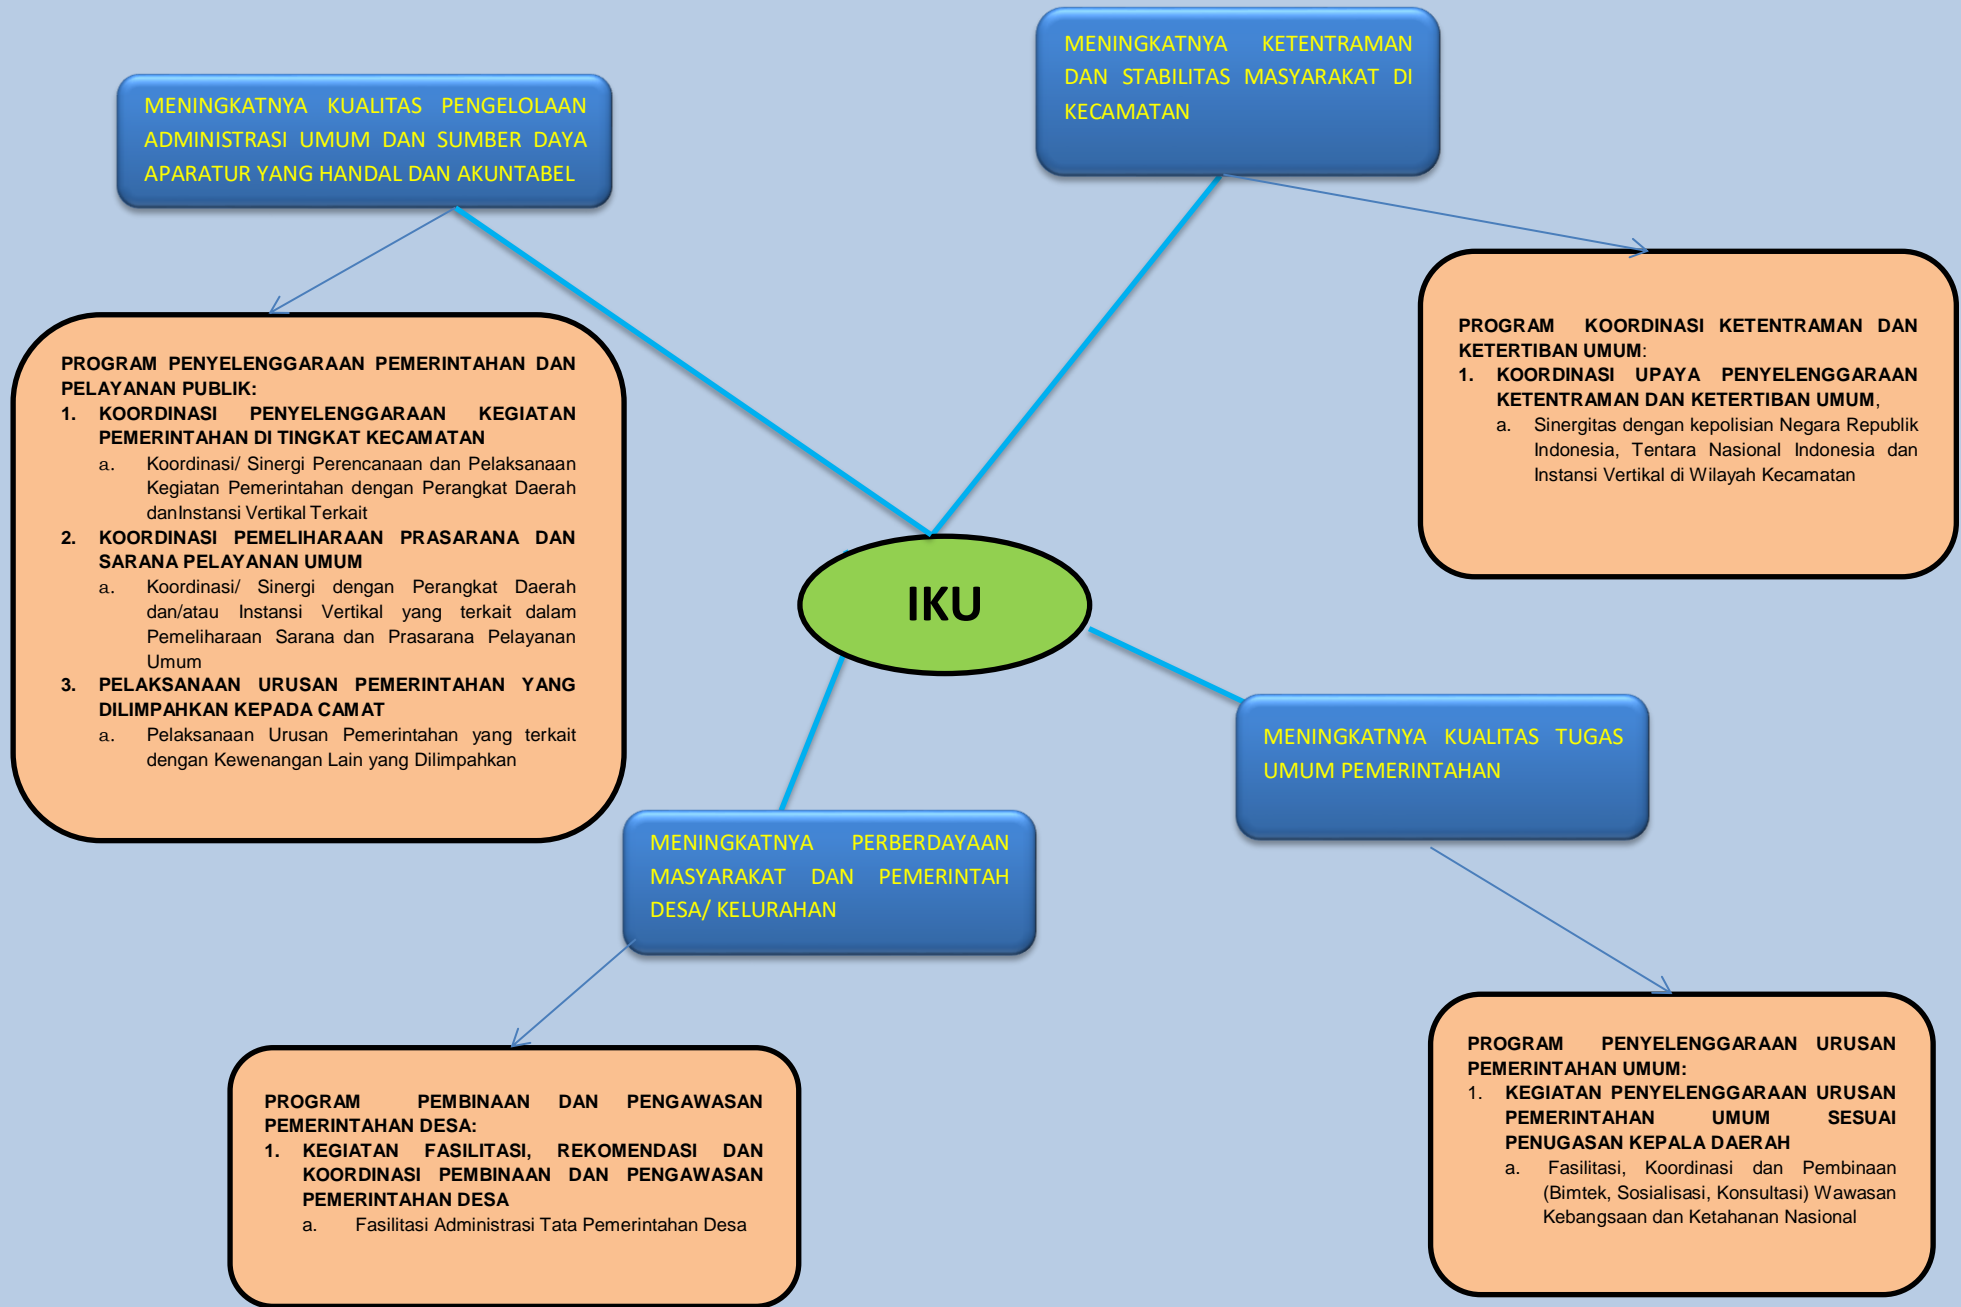 MENINGKATNYA KUALITAS PENGELOLAAN
ADMINISTRASI UMUM DAN SUMBER DAYA
APARATUR YANG HANDAL DAN AKUNTABEL
MENINGKATNYA KETENTRAMAN
DAN STABILITAS MASYARAKAT DI
KECAMATAN
PROGRAM PENYELENGGARAAN PEMERINTAHAN DAN
PELAYANAN PUBLIK:
1. KOORDINASI PENYELENGGARAAN KEGIATAN
PEMERINTAHAN DI TINGKAT KECAMATAN
a. Koordinasi/ Sinergi Perencanaan dan Pelaksanaan
Kegiatan Pemerintahan dengan Perangkat Daerah
danInstansi Vertikal Terkait
2. KOORDINASI PEMELIHARAAN PRASARANA DAN
SARANA PELAYANAN UMUM
a. Koordinasi/ Sinergi dengan Perangkat Daerah
dan/atau Instansi Vertikal yang terkait dalam
Pemeliharaan Sarana dan Prasarana Pelayanan
Umum
3. PELAKSANAAN URUSAN PEMERINTAHAN YANG
DILIMPAHKAN KEPADA CAMAT
a. Pelaksanaan Urusan Pemerintahan yang terkait
dengan Kewenangan Lain yang Dilimpahkan
PROGRAM KOORDINASI KETENTRAMAN DAN
KETERTIBAN UMUM:
1. KOORDINASI UPAYA PENYELENGGARAAN
KETENTRAMAN DAN KETERTIBAN UMUM,
a. Sinergitas dengan kepolisian Negara Republik
Indonesia, Tentara Nasional Indonesia dan
Instansi Vertikal di Wilayah Kecamatan
IKU
MENINGKATNYA KUALITAS TUGAS
UMUM PEMERINTAHAN
MENINGKATNYA PERBERDAYAAN
MASYARAKAT DAN PEMERINTAH
DESA/ KELURAHAN
PROGRAM PEMBINAAN DAN PENGAWASAN
PEMERINTAHAN DESA:
1. KEGIATAN FASILITASI, REKOMENDASI DAN
KOORDINASI PEMBINAAN DAN PENGAWASAN
PEMERINTAHAN DESA
a. Fasilitasi Administrasi Tata Pemerintahan Desa
PROGRAM PENYELENGGARAAN URUSAN
PEMERINTAHAN UMUM:
1. KEGIATAN PENYELENGGARAAN URUSAN
PEMERINTAHAN UMUM SESUAI
PENUGASAN KEPALA DAERAH
a. Fasilitasi, Koordinasi dan Pembinaan
(Bimtek, Sosialisasi, Konsultasi) Wawasan
Kebangsaan dan Ketahanan Nasional